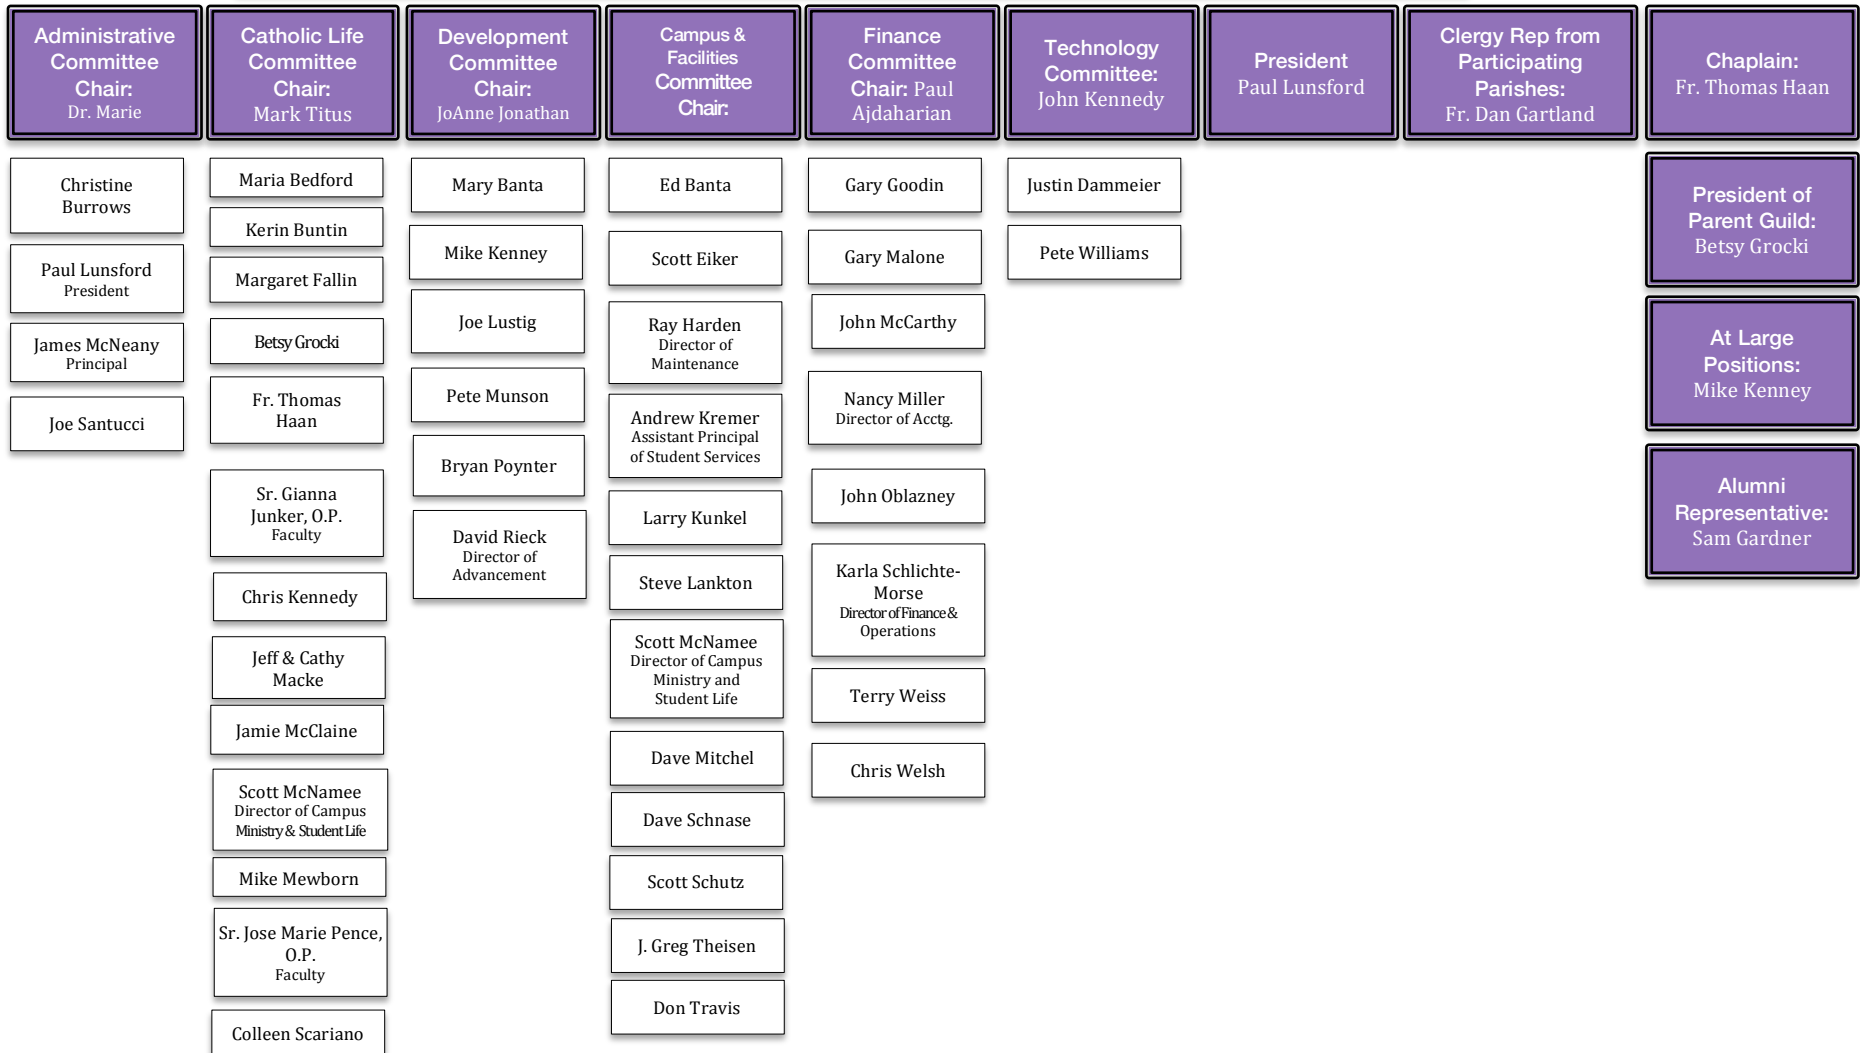 Administrative
Committee
Chair:
Dr. Marie
Catholic Life
Committee
Chair:
Mark Titus
Development
Committee
Chair:
JoAnne Jonathan
Campus &
Facilities
Committee
Chair:
Finance
Committee
Chair: Paul
Ajdaharian
Technology
Committee:
John Kennedy
President
Paul Lunsford
Clergy Rep from
Participating
Parishes:
Fr. Dan Gartland
Chaplain:
Fr. Thomas Haan
Christine
Burrows
Paul Lunsford
President
James McNeany
Principal
Joe Santucci
Maria Bedford
Kerin Buntin
Margaret Fallin
Betsy Grocki
Fr. Thomas
Haan
Sr. Gianna
Junker, O.P.
Faculty
Chris Kennedy
Jeff & Cathy
Macke
Jamie McClaine
Scott McNamee
Director of Campus
Ministry & Student Life
Mike Mewborn
Sr. Jose Marie Pence,
O.P.
Faculty
Colleen Scariano
Mary Banta
Mike Kenney
Joe Lustig
Pete Munson
Bryan Poynter
David Rieck
Director of
Advancement
Ed Banta
Scott Eiker
Ray Harden
Director of
Maintenance
Andrew Kremer
Assistant Principal
of Student Services
Larry Kunkel
Steve Lankton
Scott McNamee
Director of Campus
Ministry and
Student Life
Dave Mitchel
Dave Schnase
Scott Schutz
J. Greg Theisen
Don Travis
Gary Goodin
Gary Malone
John McCarthy
Nancy Miller
Director of Acctg.
John Oblazney
Karla Schlichte-
Morse
Director of Finance &
Operations
Terry Weiss
Chris Welsh
Justin Dammeier
Pete Williams
President of
Parent Guild:
Betsy Grocki
At Large
Positions:
Mike Kenney
Alumni
Representative:
Sam Gardner